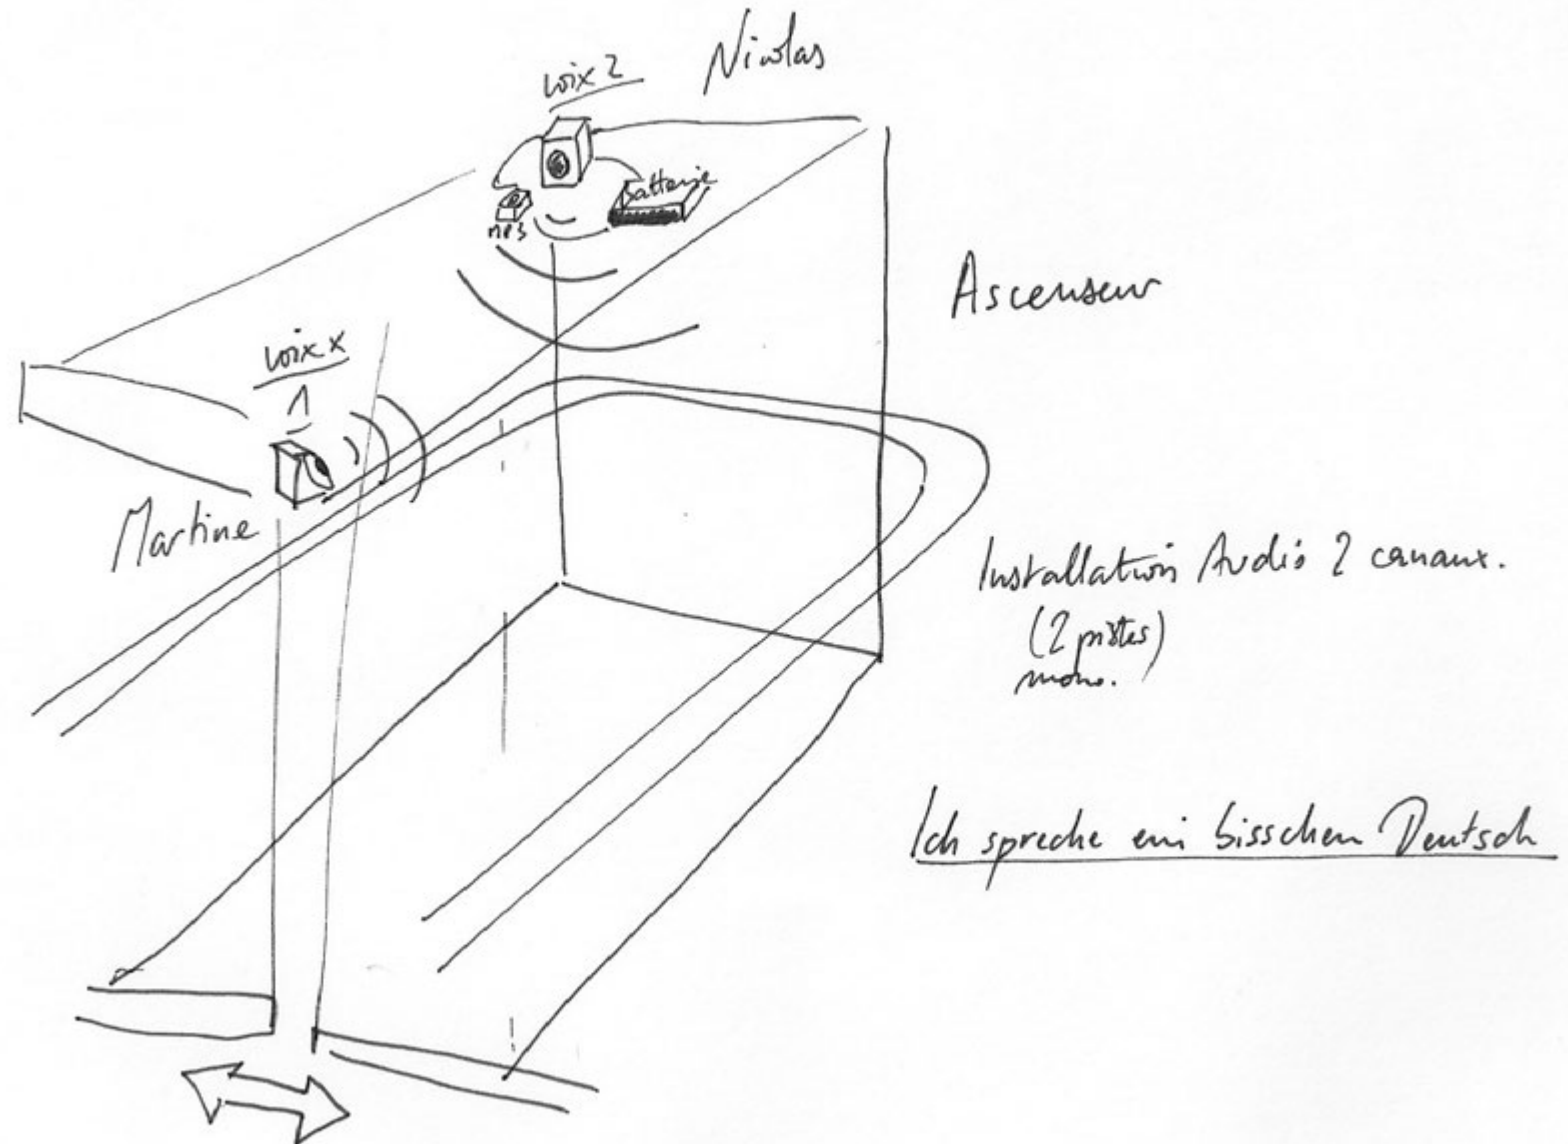 Nicolas
voix 2
Batterie
mp3
Ascenseur
voix x
1
Martine
Installation Audio 2 canaux.
(2 pistes)
mono.
Ich spreche ein bisschen Deutsch